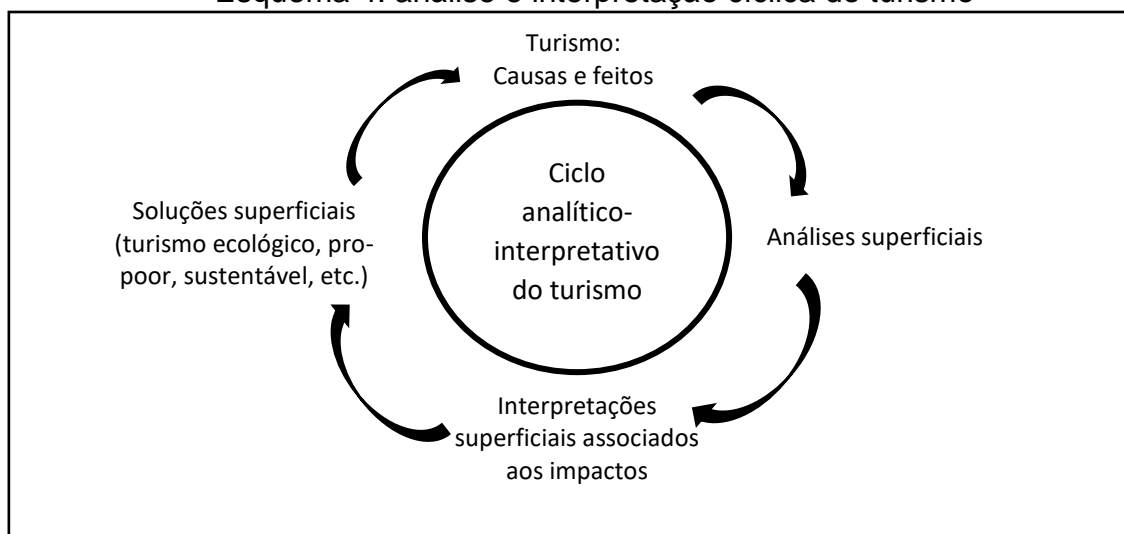 Esquema análise e interpretação cíclica do turismo
Turismo:
Causas e feitos
Ciclo
analítico-
interpretativo
do turismo
Análises superficiais
Interpretações
superficiais associados
aos impactos
Soluções superficiais
(turismo ecológico, pro-
poor, sustentável, etc.)